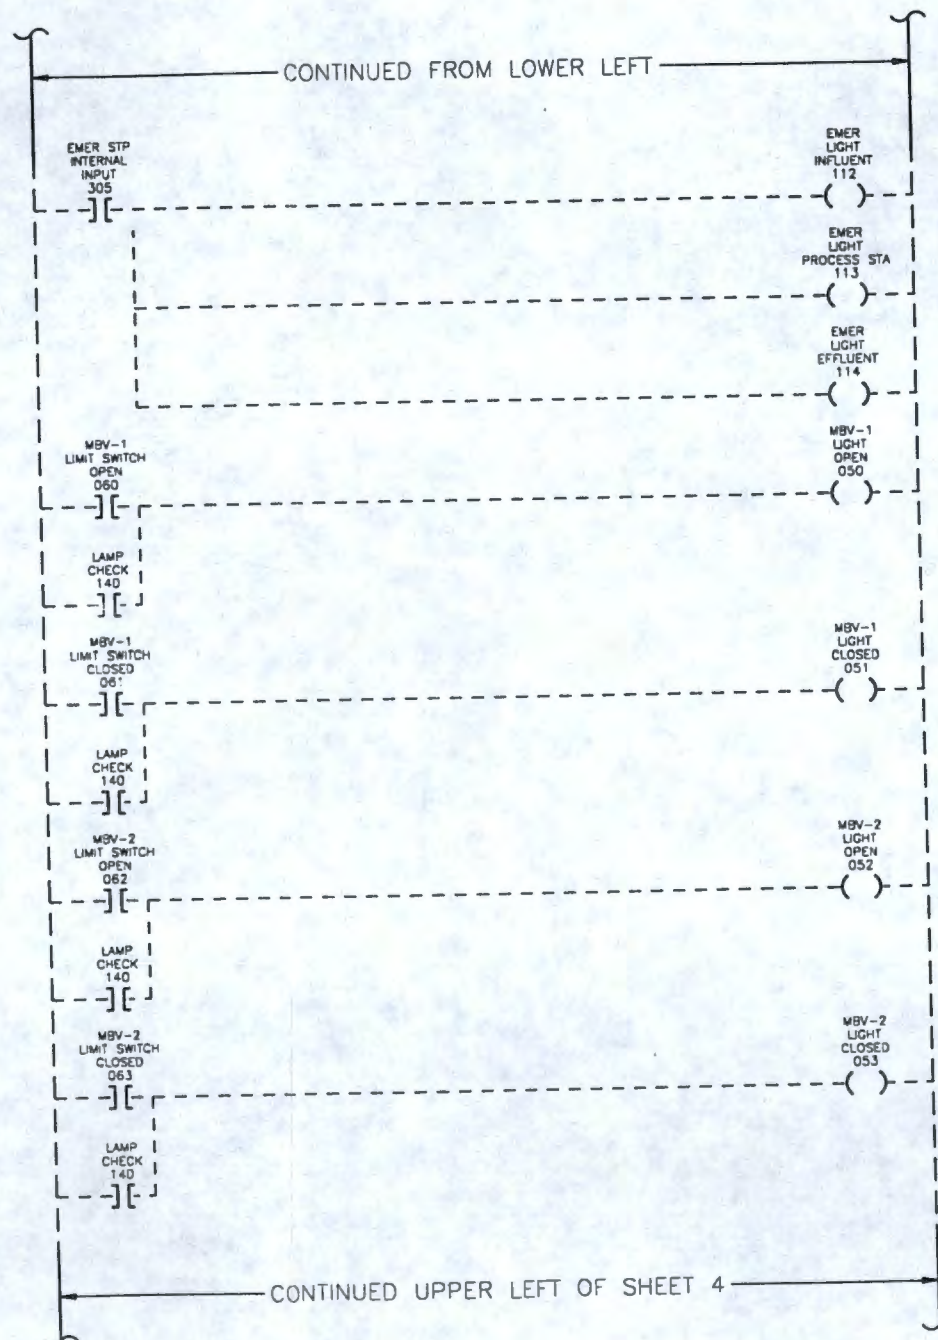 CONTINUED FROM LOWER LEFT
EMER STP
INTERNAL
INPUT
305
EMER
LIGHT
INFLUENT
112
EMER
LIGHT
PROCESS STA
113
EMER
LIGHT
EFFLUENT
114
MBV-1
LIMIT SWITCH
OPEN
060
MBV-1
LIGHT
OPEN
050
LAMP
CHECK
140
MBV-1
LIMIT SWITCH
CLOSED
061
MBV-1
LIGHT
CLOSED
051
LAMP
CHECK
140
MBV-2
LIMIT SWITCH
OPEN
062
MBV-2
LIGHT
OPEN
052
LAMP
CHECK
140
MBV-2
LIMIT SWITCH
CLOSED
063
MBV-2
LIGHT
CLOSED
053
LAMP
CHECK
140
CONTINUED UPPER LEFT OF SHEET 4